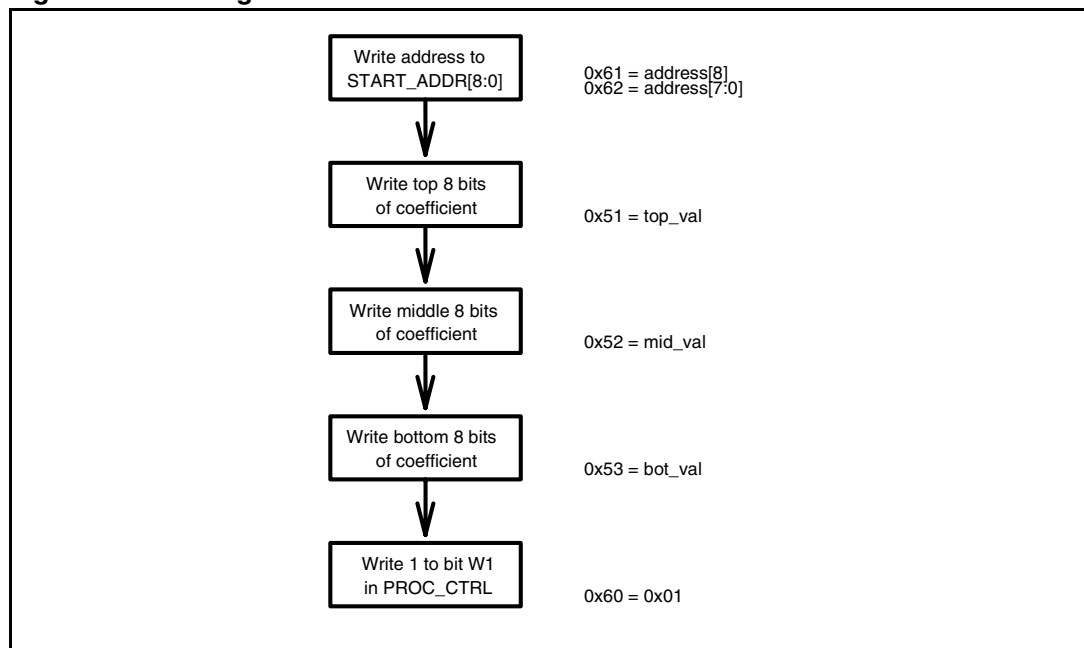 Write address to
START_ADDR[8:0]
0x61 = address[8]
0x62 = address[7:0]
Write top 8 bits
of coefficient
0x51 = top_val
Write middle 8 bits
of coefficient
0x52 = mid_val
Write bottom 8 bits
of coefficient
0x53 = bot_val
Write 1 to bit W1
in PROC_CTRL
0x60 = 0x01